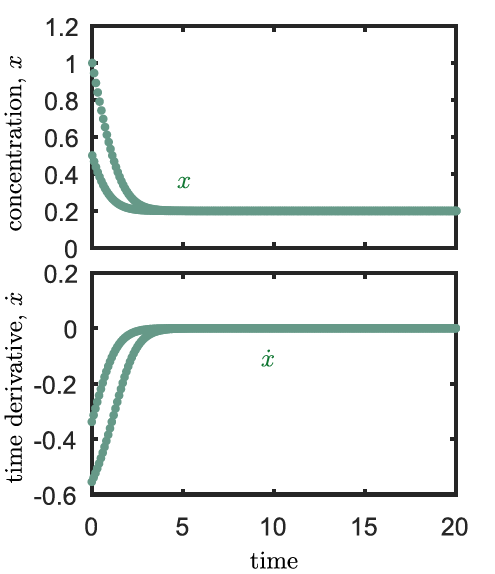 1.2
1
0.8
0.6
0.4
0.2
0
concentration, x
x
0.2
0
-0.2
-0.4
-0.6
time derivative, ẋ
ẋ
0 5 10 15 20
time